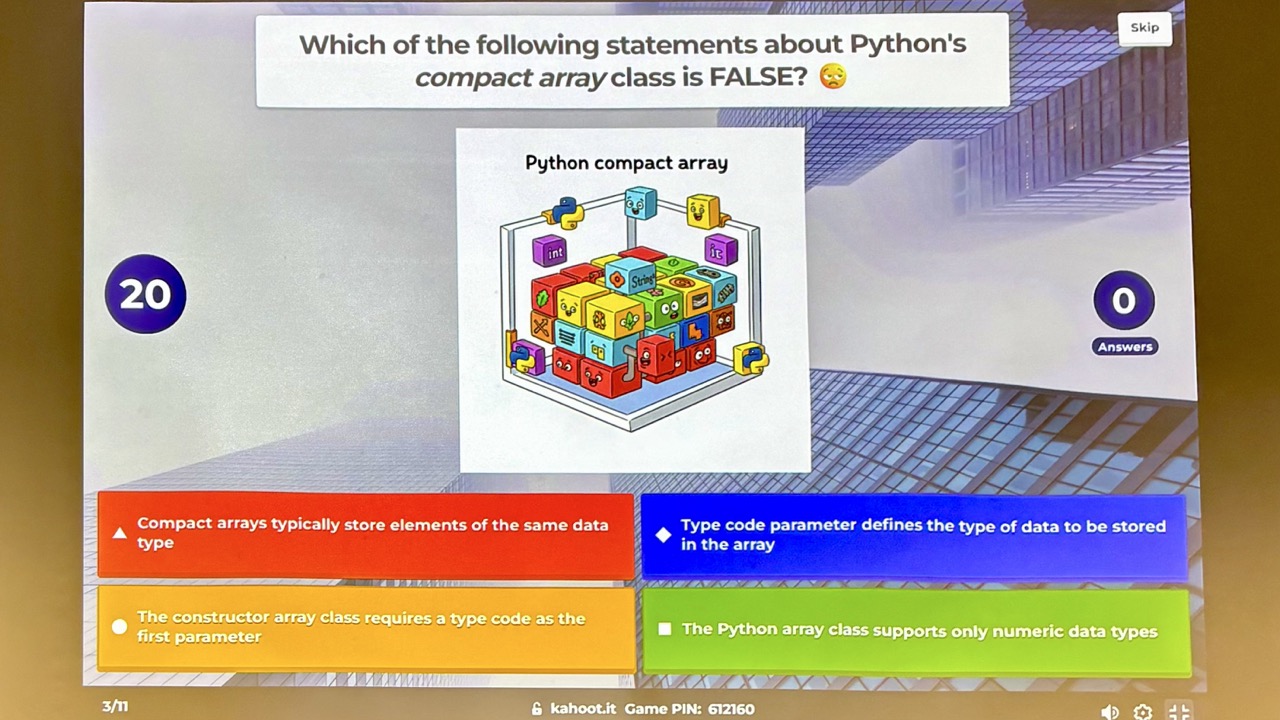 Which of the following statements about Python's
compact array class is FALSE? 😥
Skip
Python compact array
int
ic
String
20
0
Answers
Compact arrays typically store elements of the same data
type
Type code parameter defines the type of data to be stored
in the array
The constructor array class requires a type code as the
first parameter
The Python array class supports only numeric data types
3/11
kahoot.it Game PIN: 612160